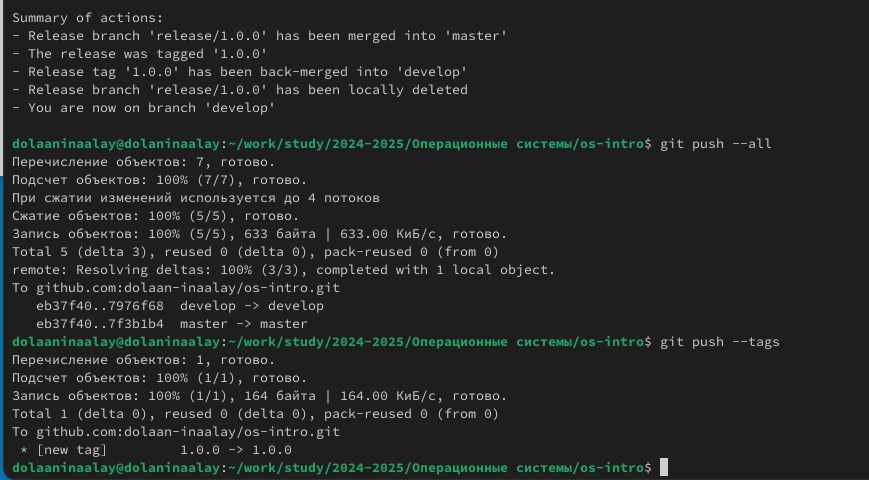 Summary of actions:
- Release branch 'release/1.0.0' has been merged into 'master'
- The release was tagged '1.0.0'
- Release tag '1.0.0' has been back-merged into 'develop'
- Release branch 'release/1.0.0' has been locally deleted
- You are now on branch 'develop'
dolaaninaalay@dolaninaalay:~/work/study/2024-2025/Операционные системы/os-intro$ git push --all
Перечисление объектов: 7, готово.
Подсчет объектов: 100% (7/7), готово.
При сжатии изменений используется до 4 потоков
Сжатие объектов: 100% (5/5), готово.
Запись объектов: 100% (5/5), 633 байта | 633.00 КиБ/с, готово.
Total 5 (delta 3), reused 0 (delta 0), pack-reused 0 (from 0)
remote: Resolving deltas: 100% (3/3), completed with 1 local object.
To github.com:dolaan-inaalay/os-intro.git
   eb37f40..7976f68  develop -> develop
   eb37f40..7f3b1b4  master -> master
dolaaninaalay@dolaninaalay:~/work/study/2024-2025/Операционные системы/os-intro$ git push --tags
Перечисление объектов: 1, готово.
Подсчет объектов: 100% (1/1), готово.
Запись объектов: 100% (1/1), 164 байта | 164.00 КиБ/с, готово.
Total 1 (delta 0), reused 0 (delta 0), pack-reused 0 (from 0)
To github.com:dolaan-inaalay/os-intro.git
 * [new tag]         1.0.0 -> 1.0.0
dolaaninaalay@dolaninaalay:~/work/study/2024-2025/Операционные системы/os-intro$